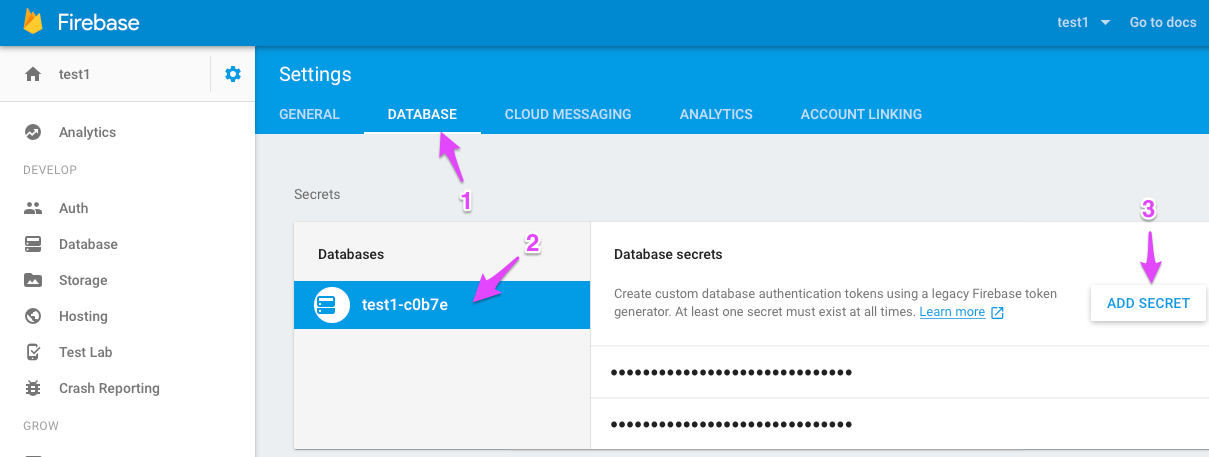 Firebase
test1
Go to docs
test1
Settings
GENERAL
DATABASE
CLOUD MESSAGING
ANALYTICS
ACCOUNT LINKING
Analytics
DEVELOP
Auth
Database
Storage
Hosting
Test Lab
Crash Reporting
GROW
1
Secrets
Databases
2
test1-c0b7e
Database secrets
3
Create custom database authentication tokens using a legacy Firebase token
generator. At least one secret must exist at all times. Learn more
ADD SECRET
••••••••••••••••••••••••••••••
••••••••••••••••••••••••••••••